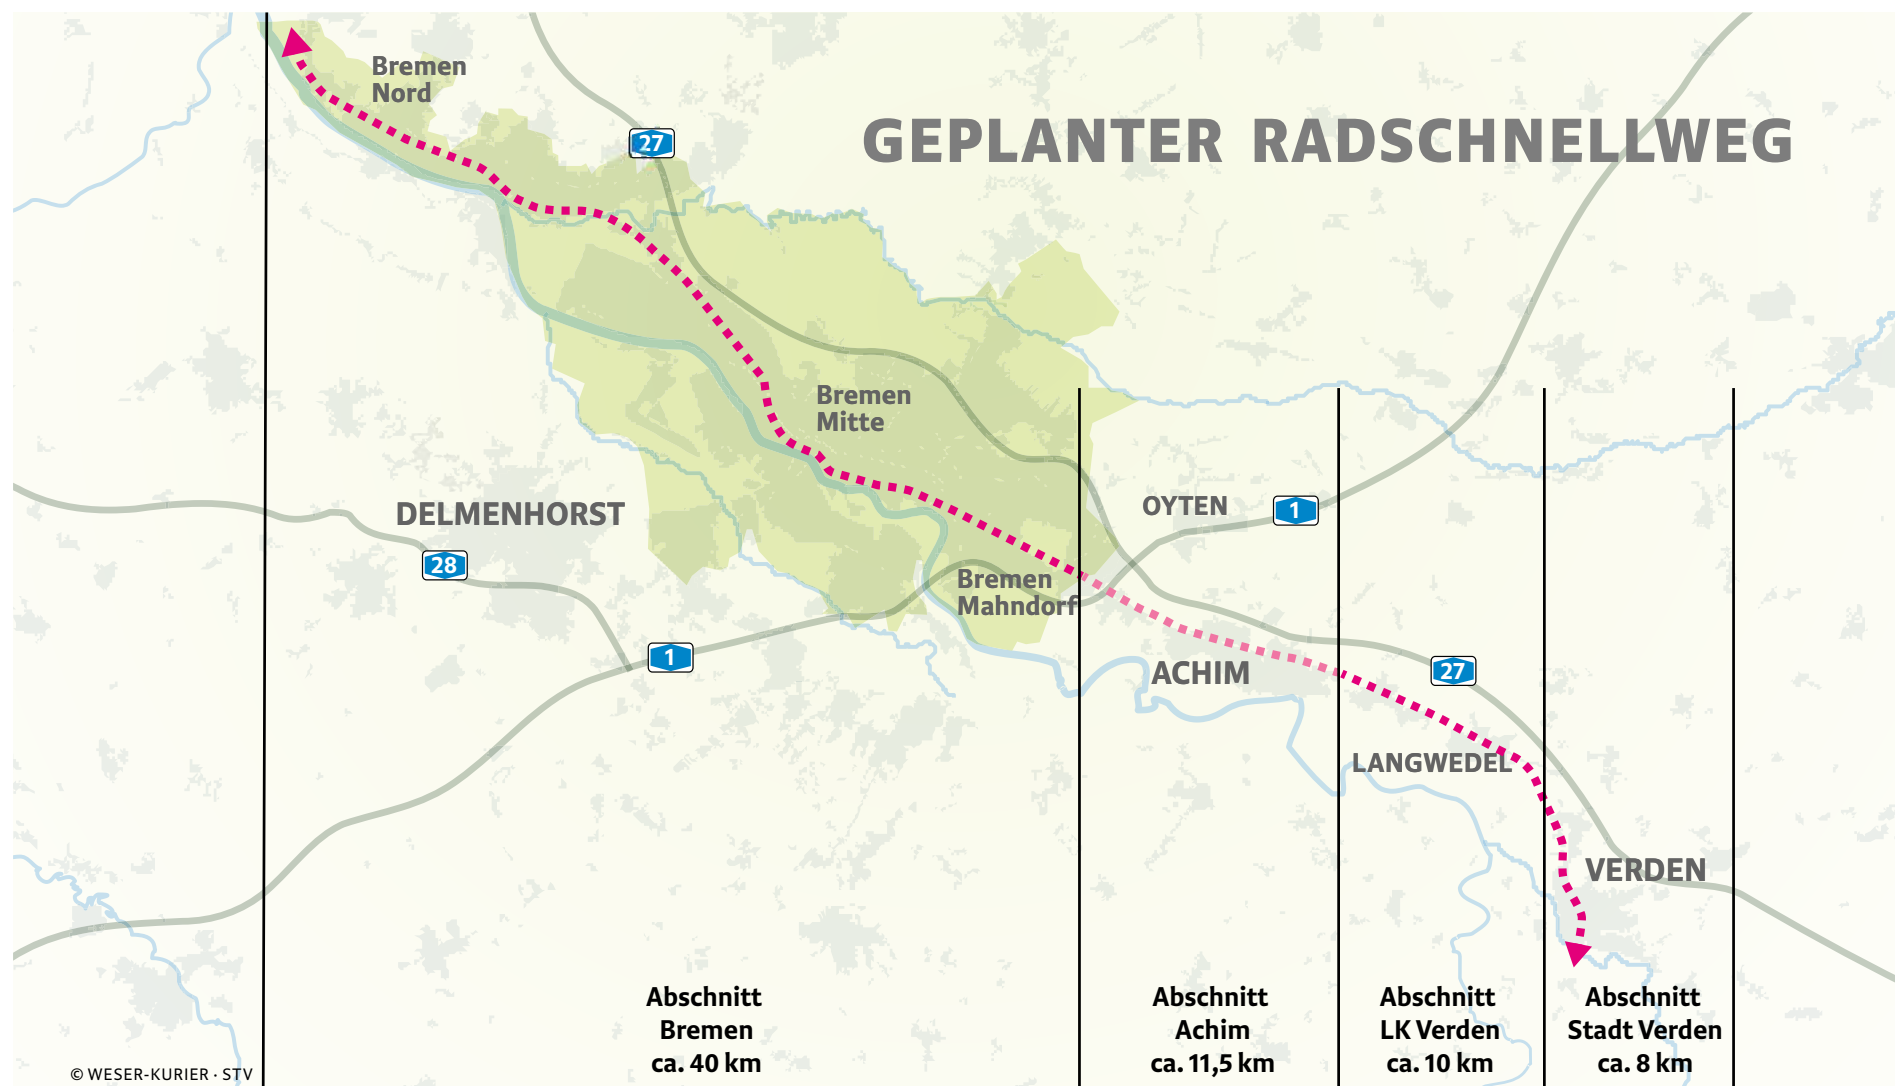 Bremen
Nord
27
GEPLANTER RADSCHNELLWEG
Bremen
Mitte
DELMENHORST
OYTEN
1
28
Bremen
Mahndorf
1
ACHIM
27
LANGWEDEL
VERDEN
Abschnitt
Bremen
ca. 40 km
Abschnitt
Achim
ca. 11,5 km
Abschnitt
LK Verden
ca. 10 km
Abschnitt
Stadt Verden
ca. 8 km
© WESER-KURIER · STV